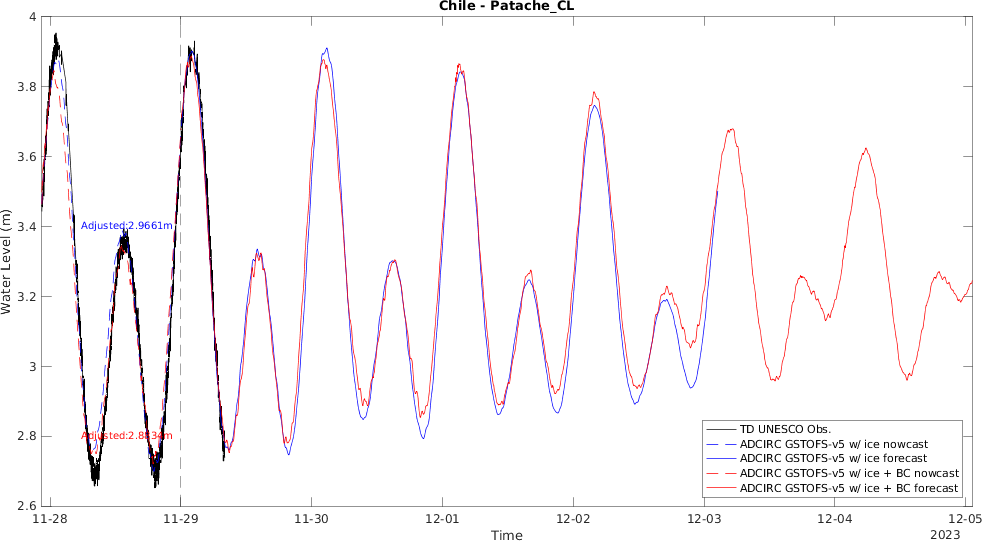 Chile - Patache_CL
Water Level (m)
4
3.8
3.6
3.4
3.2
3
2.8
2.6
Adjusted:2.9661m
Adjusted:2.8834m
TD UNESCO Obs.
ADCIRC GSTOFS-v5 w/ ice nowcast
ADCIRC GSTOFS-v5 w/ ice forecast
ADCIRC GSTOFS-v5 w/ ice + BC nowcast
ADCIRC GSTOFS-v5 w/ ice + BC forecast
11-28 11-29 11-30 12-01 12-02 12-03 12-04 12-05
Time
2023